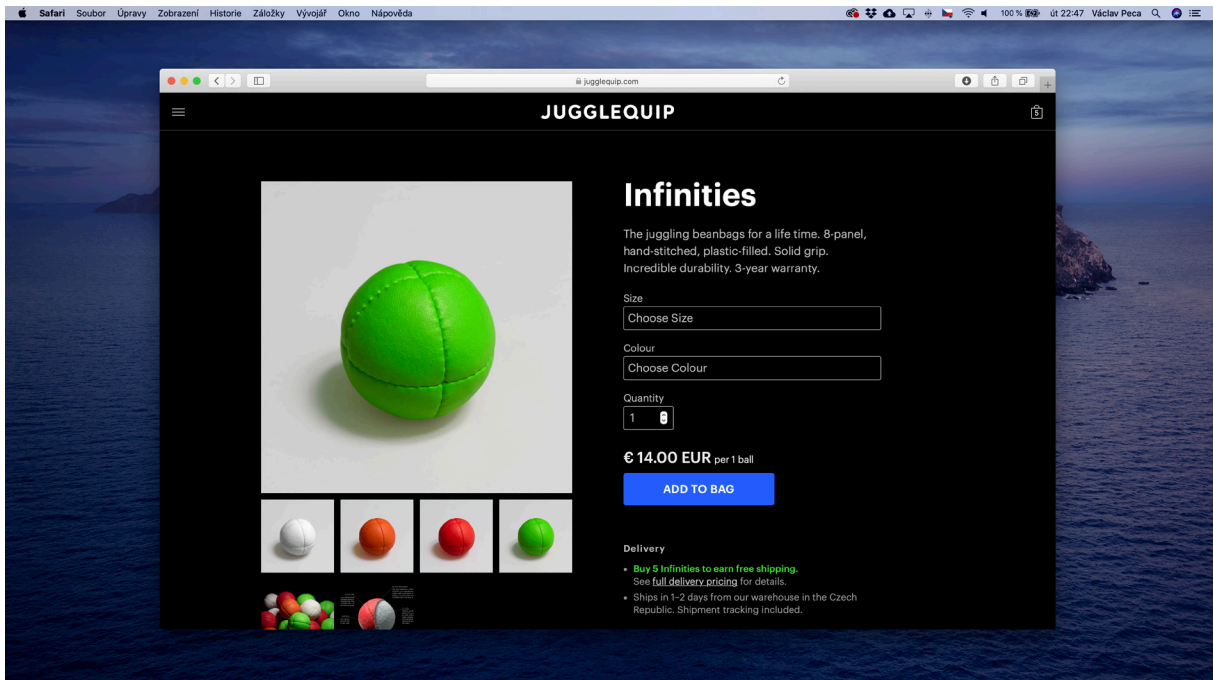 Safari Soubor Úpravy Zobrazení Historie Záložky Vývojář Okno Nápověda 100 % út 22:47 Václav Peca
jugglequip.com
JUGGLEQUIP
5
Infinities
The juggling beanbags for a life time. 8-panel,
hand-stitched, plastic-filled. Solid grip.
Incredible durability. 3-year warranty.
Size
Choose Size
Colour
Choose Colour
Quantity
1
€ 14.00 EUR per 1 ball
ADD TO BAG
Delivery
• Buy 5 Infinities to earn free shipping.
See full delivery pricing for details.
• Ships in 1–2 days from our warehouse in the Czech
Republic. Shipment tracking included.